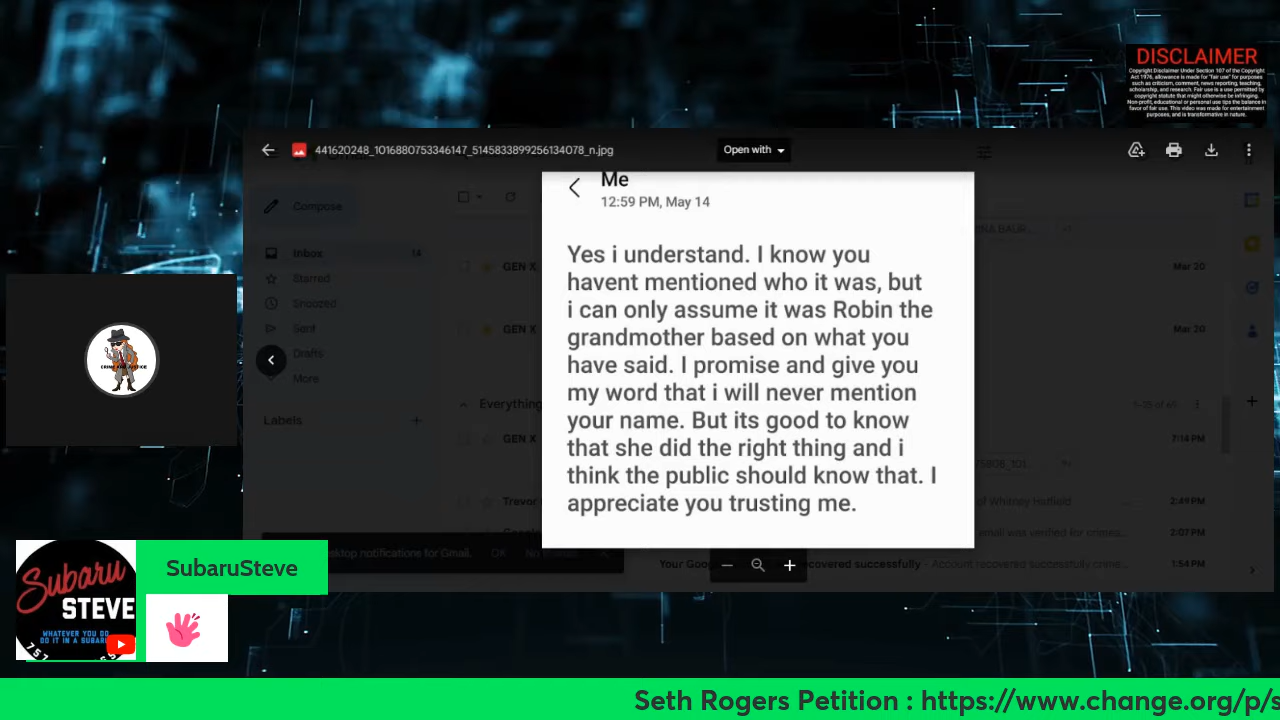 DISCLAIMER
Copyright Disclaimer Under Section 107 of the Copyright
Act 1976, allowance is made for "fair use" for purposes
such as criticism, comment, news reporting, teaching,
scholarship, and research. Fair use is a use permitted by
copyright statute that might otherwise be infringing.
Non-profit, educational or personal use tips the balance in
favor of fair use. This video was made for entertainment
purposes, and is transformative in nature.
441620248_1016880753346147_5145833899256134078_n.jpg
Open with
Compose
Inbox 14
Starred
Snoozed
Sent
Drafts
More
Labels
Me
12:59 PM, May 14
Yes i understand. I know you
havent mentioned who it was, but
i can only assume it was Robin the
grandmother based on what you
have said. I promise and give you
my word that i will never mention
your name. But its good to know
that she did the right thing and i
think the public should know that. I
appreciate you trusting me.
GEN X Mar 20
GEN X Mar 20
Everything
GEN X 7:14 PM
Trevor of Whitney Hatfield 2:49 PM
email was verified for 2:07 PM
Your recovered successfully - Account recovered successfully 1:54 PM
desktop notifications for Gmail. OK
CRIME AND JUSTICE
Subaru
STEVE
WHATEVER YOU DO
DO IT IN A SUBARU
SubaruSteve
Seth Rogers Petition : https://www.change.org/p/s